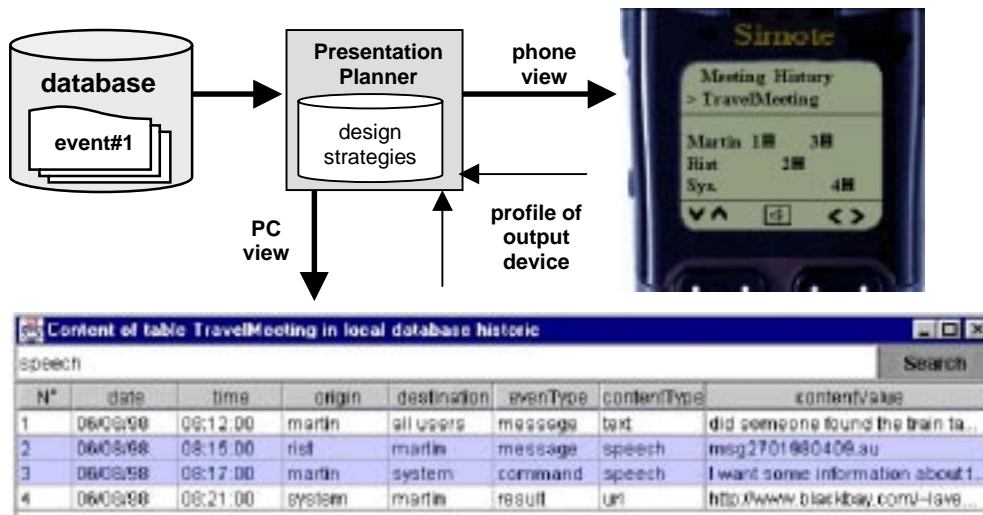 database
event#1
Presentation
Planner
design
strategies
phone
view
PC
view
profile of
output
device
Simote
Meeting History
> TravelMeeting
Martin 1 3
Rist 2
Sys. 4
Content of table TravelMeeting in local database historic
speech
Search
N° date time origin destination evenType contentType contentValue
1 06/08/98 08:12:00 martin all users message text did someone found the train ta...
2 06/08/98 08:15:00 rist martin message speech msg2701980409.au
3 06/08/98 08:17:00 martin system command speech I want some information about t...
4 06/08/98 08:21:00 system martin result url http://www.blackbay.com/~lave...